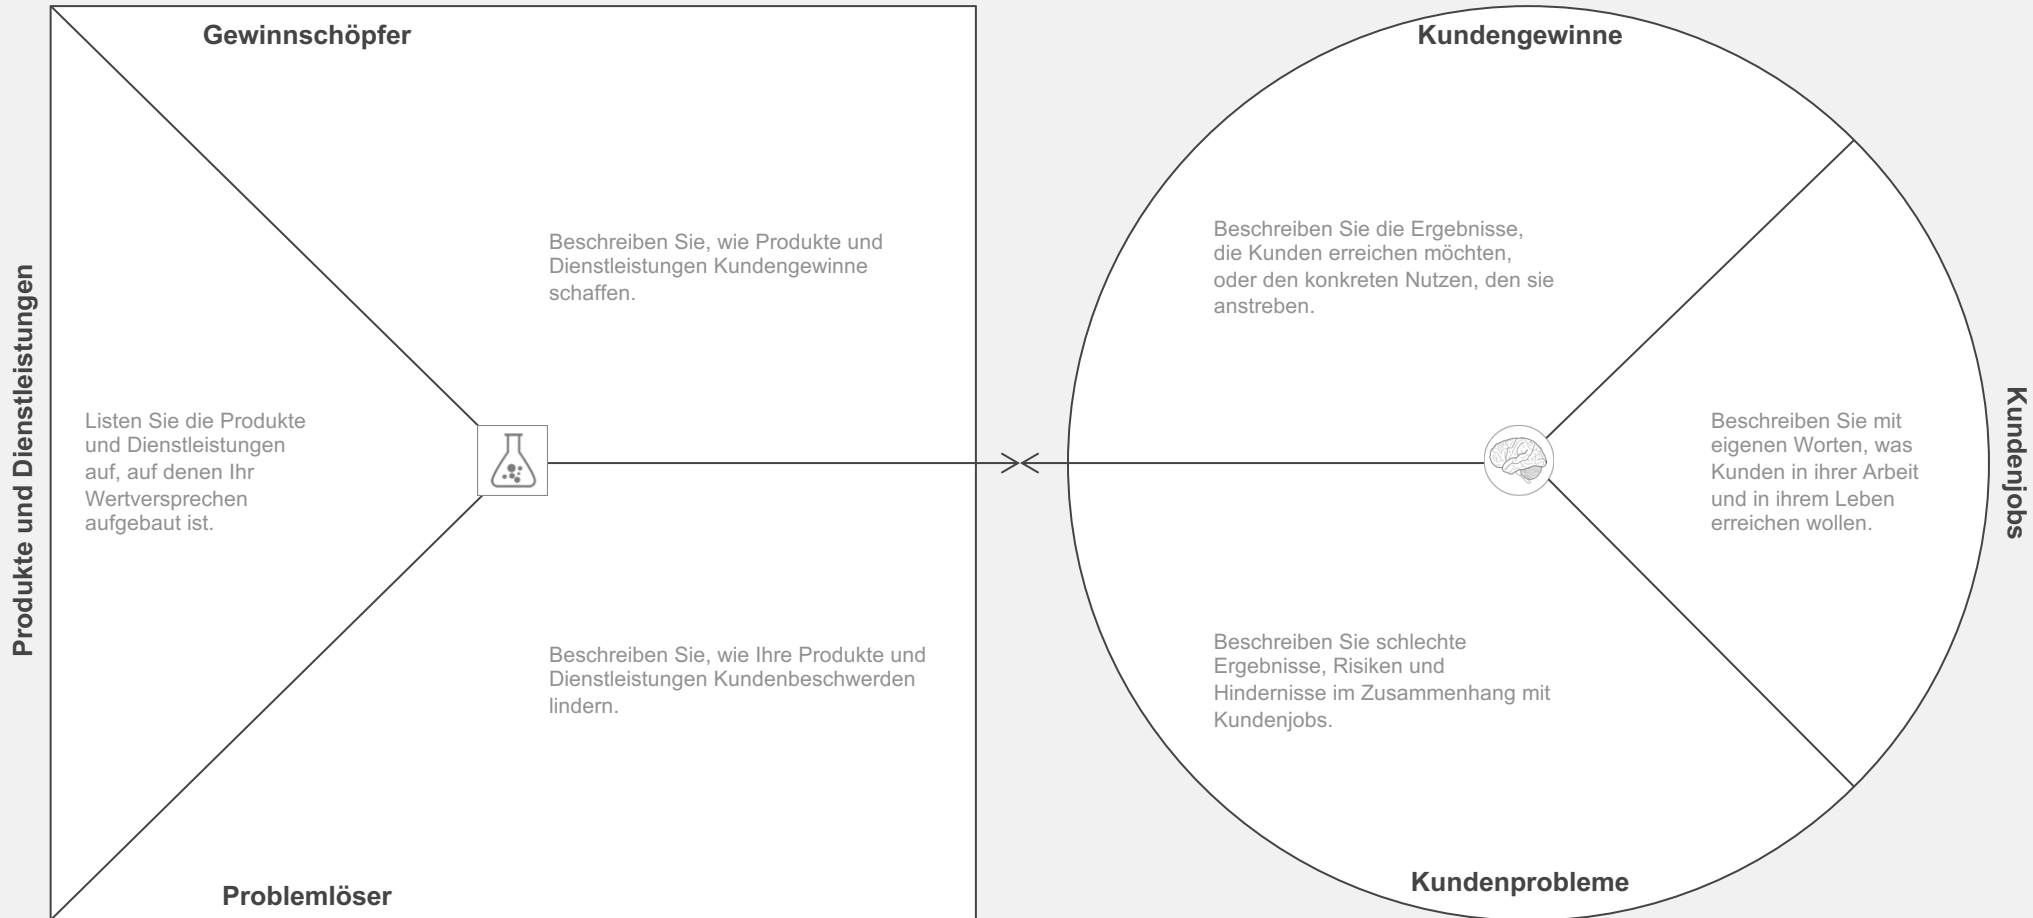 Gewinnschöpfer
Beschreiben Sie, wie Produkte und
Dienstleistungen Kundengewinne
schaffen.
Produkte und Dienstleistungen
Listen Sie die Produkte
und Dienstleistungen
auf, auf denen Ihr
Wertversprechen
aufgebaut ist.
Beschreiben Sie, wie Ihre Produkte und
Dienstleistungen Kundenbeschwerden
lindern.
Problemlöser
Kundengewinne
Beschreiben Sie die Ergebnisse,
die Kunden erreichen möchten,
oder den konkreten Nutzen, den sie
anstreben.
Beschreiben Sie mit
eigenen Worten, was
Kunden in ihrer Arbeit
und in ihrem Leben
erreichen wollen.
Kundenjobs
Beschreiben Sie schlechte
Ergebnisse, Risiken und
Hindernisse im Zusammenhang mit
Kundenjobs.
Kundenprobleme